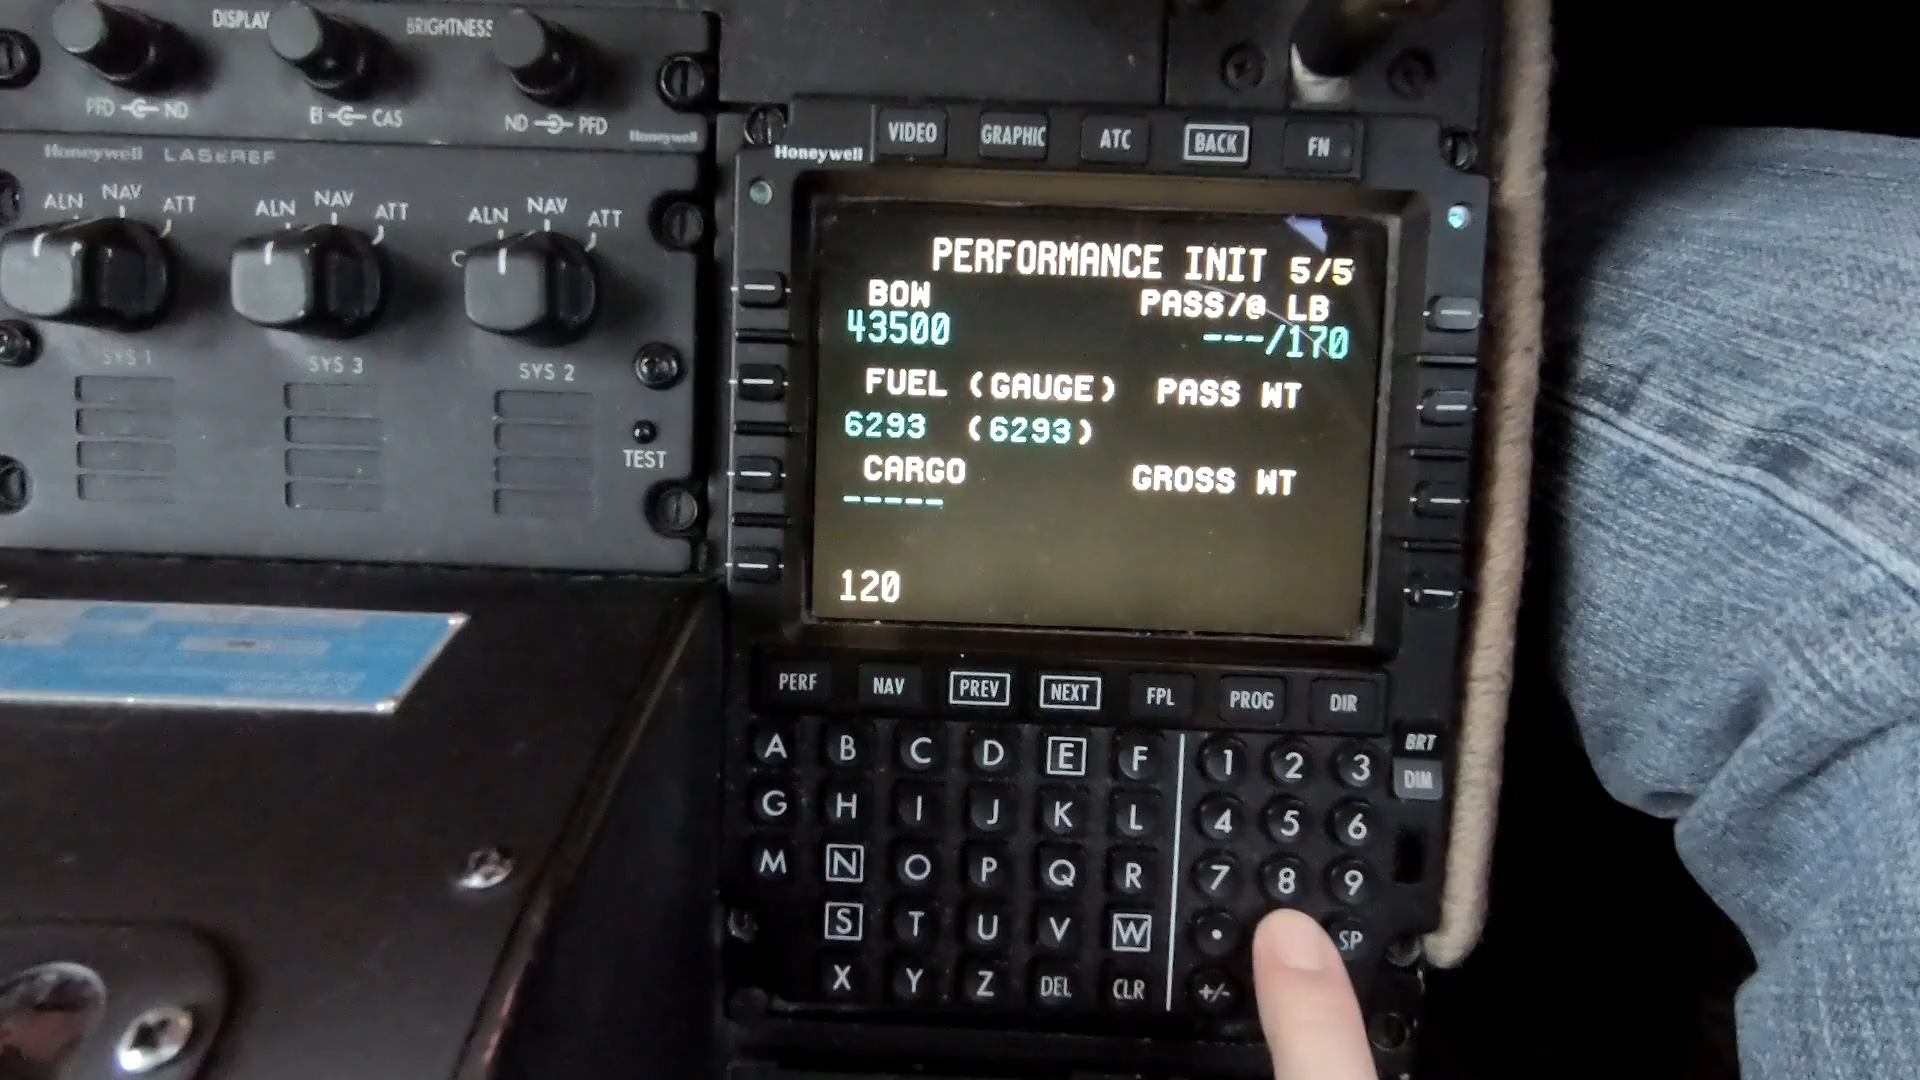 DISPLAY
BRIGHTNESS
PFD ND
EI CAS
ND PFD
Honeywell
Honeywell LASEREF
ALN NAV ATT
ALN NAV ATT
ALN NAV ATT
SYS 1
SYS 3
SYS 2
TEST
Honeywell
VIDEO
GRAPHIC
ATC
BACK
FN
PERFORMANCE INIT 5/5
BOW PASS/@ LB
43500 ---/170
FUEL (GAUGE) PASS WT
6293 (6293)
CARGO GROSS WT
-----
120
PERF NAV PREV NEXT FPL PROG DIR
BRT
DIM
A B C D E F 1 2 3
G H I J K L 4 5 6
M N O P Q R 7 8 9
S T U V W • SP
X Y Z DEL CLR +/-